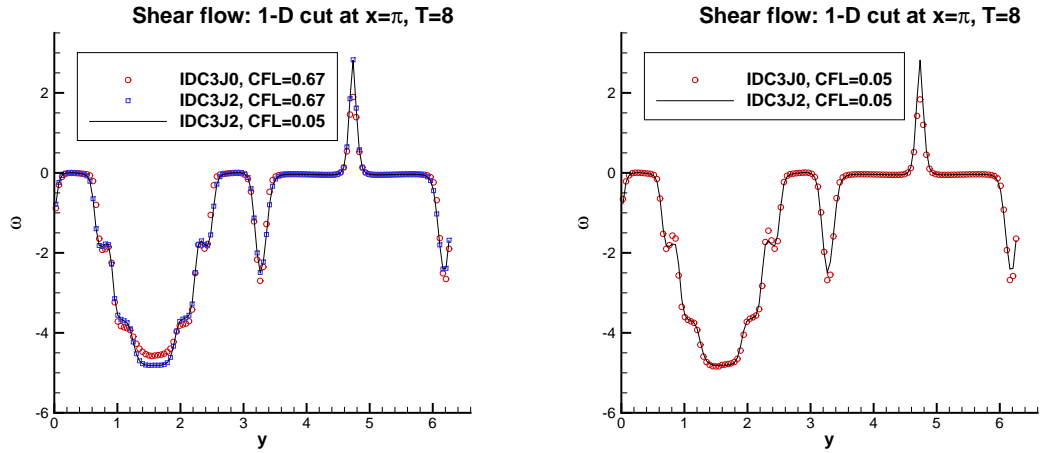 Shear flow: 1-D cut at x=π, T=8
IDC3J0, CFL=0.67
IDC3J2, CFL=0.67
IDC3J2, CFL=0.05
2
0
-2
-4
-6
ω
0 1 2 3 4 5 6
y
Shear flow: 1-D cut at x=π, T=8
IDC3J0, CFL=0.05
IDC3J2, CFL=0.05
2
0
-2
-4
-6
ω
0 1 2 3 4 5 6
y